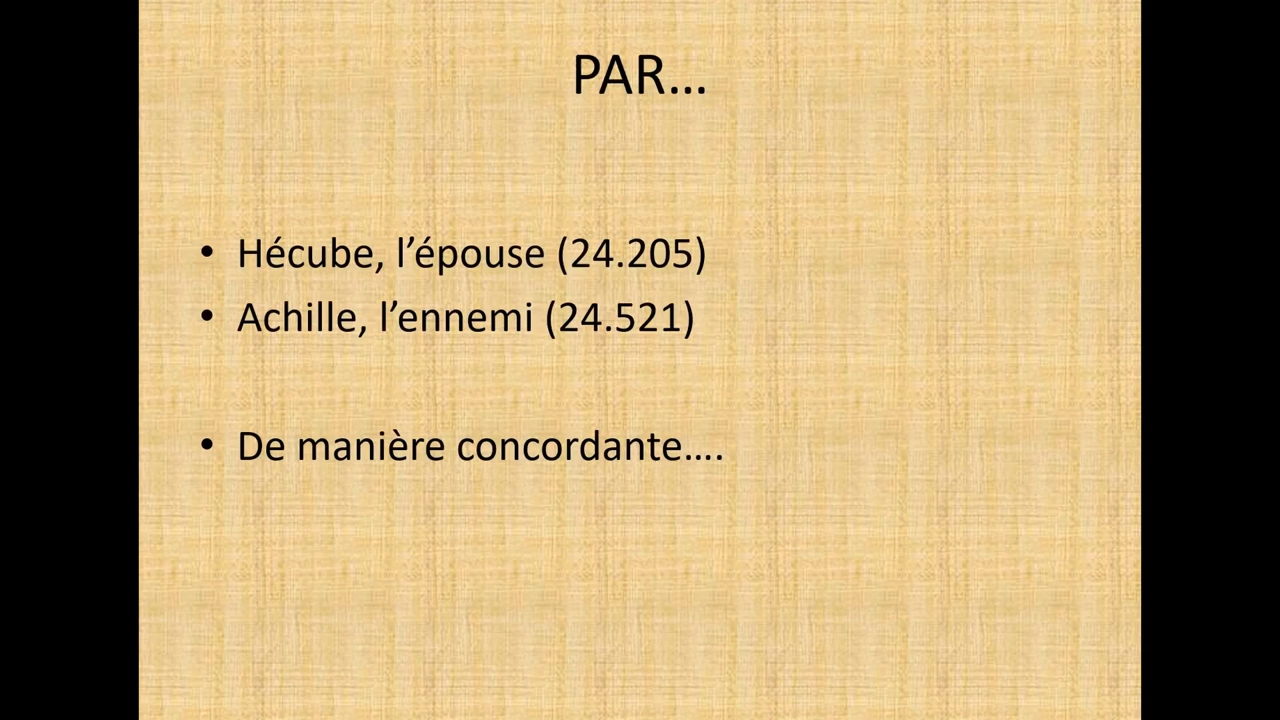 PAR...
• Hécube, l’épouse (24.205)
• Achille, l’ennemi (24.521)
• De manière concordante....